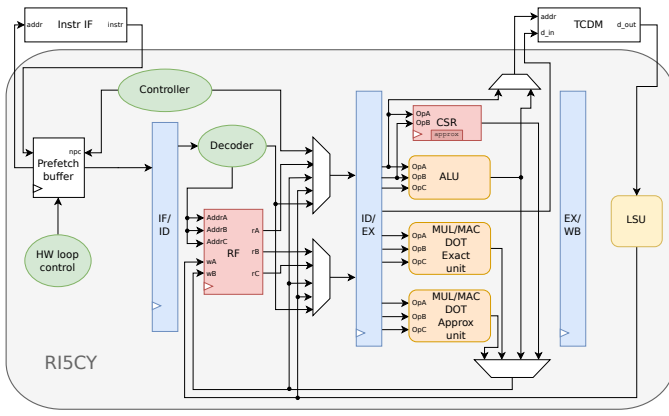 Instr IF
addr
instr
addr
TCDM
d_out
d_in
Controller
npc
Prefetch
buffer
HW loop
control
IF/
ID
Decoder
AddrA
AddrB
AddrC
RF
wA
wB
rA
rB
rC
ID/
EX
OpA
OpB
CSR
approx
OpA
OpB
OpC
ALU
OpA
OpB
OpC
MUL/MAC
DOT
Exact
unit
OpA
OpB
OpC
MUL/MAC
DOT
Approx
unit
EX/
WB
LSU
RI5CY